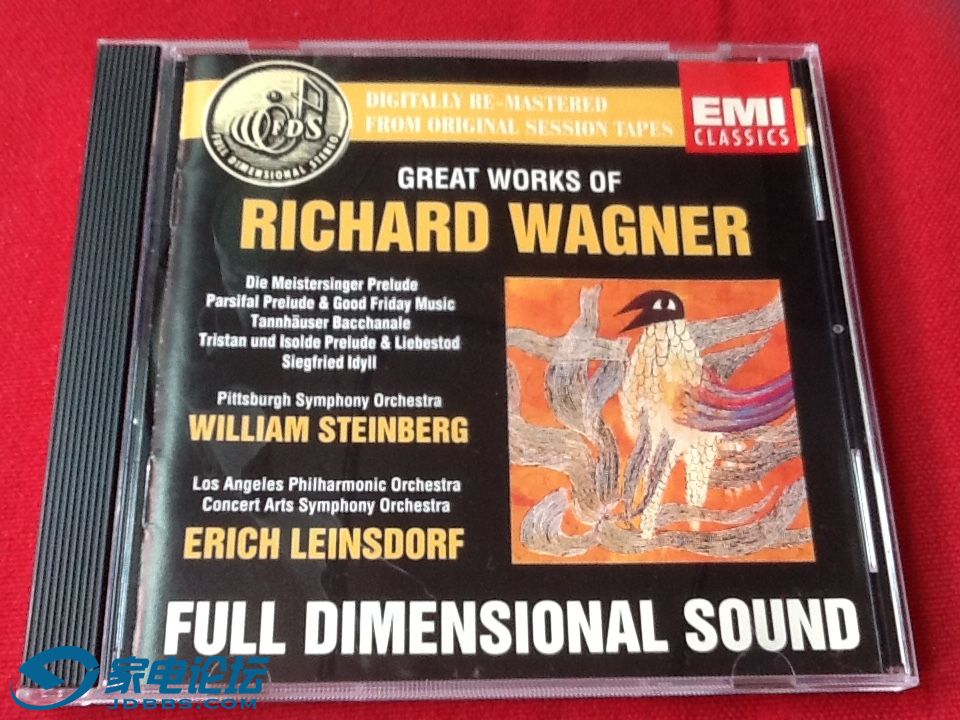 FDS
FULL DIMENSIONAL STEREO
DIGITALLY RE-MASTERED
FROM ORIGINAL SESSION TAPES
EMI
CLASSICS
GREAT WORKS OF
RICHARD WAGNER
Die Meistersinger Prelude
Parsifal Prelude & Good Friday Music
Tannhäuser Bacchanale
Tristan und Isolde Prelude & Liebestod
Siegfried Idyll
Pittsburgh Symphony Orchestra
WILLIAM STEINBERG
Los Angeles Philharmonic Orchestra
Concert Arts Symphony Orchestra
ERICH LEINSDORF
FULL DIMENSIONAL SOUND
家电论坛
JDBBS.COM